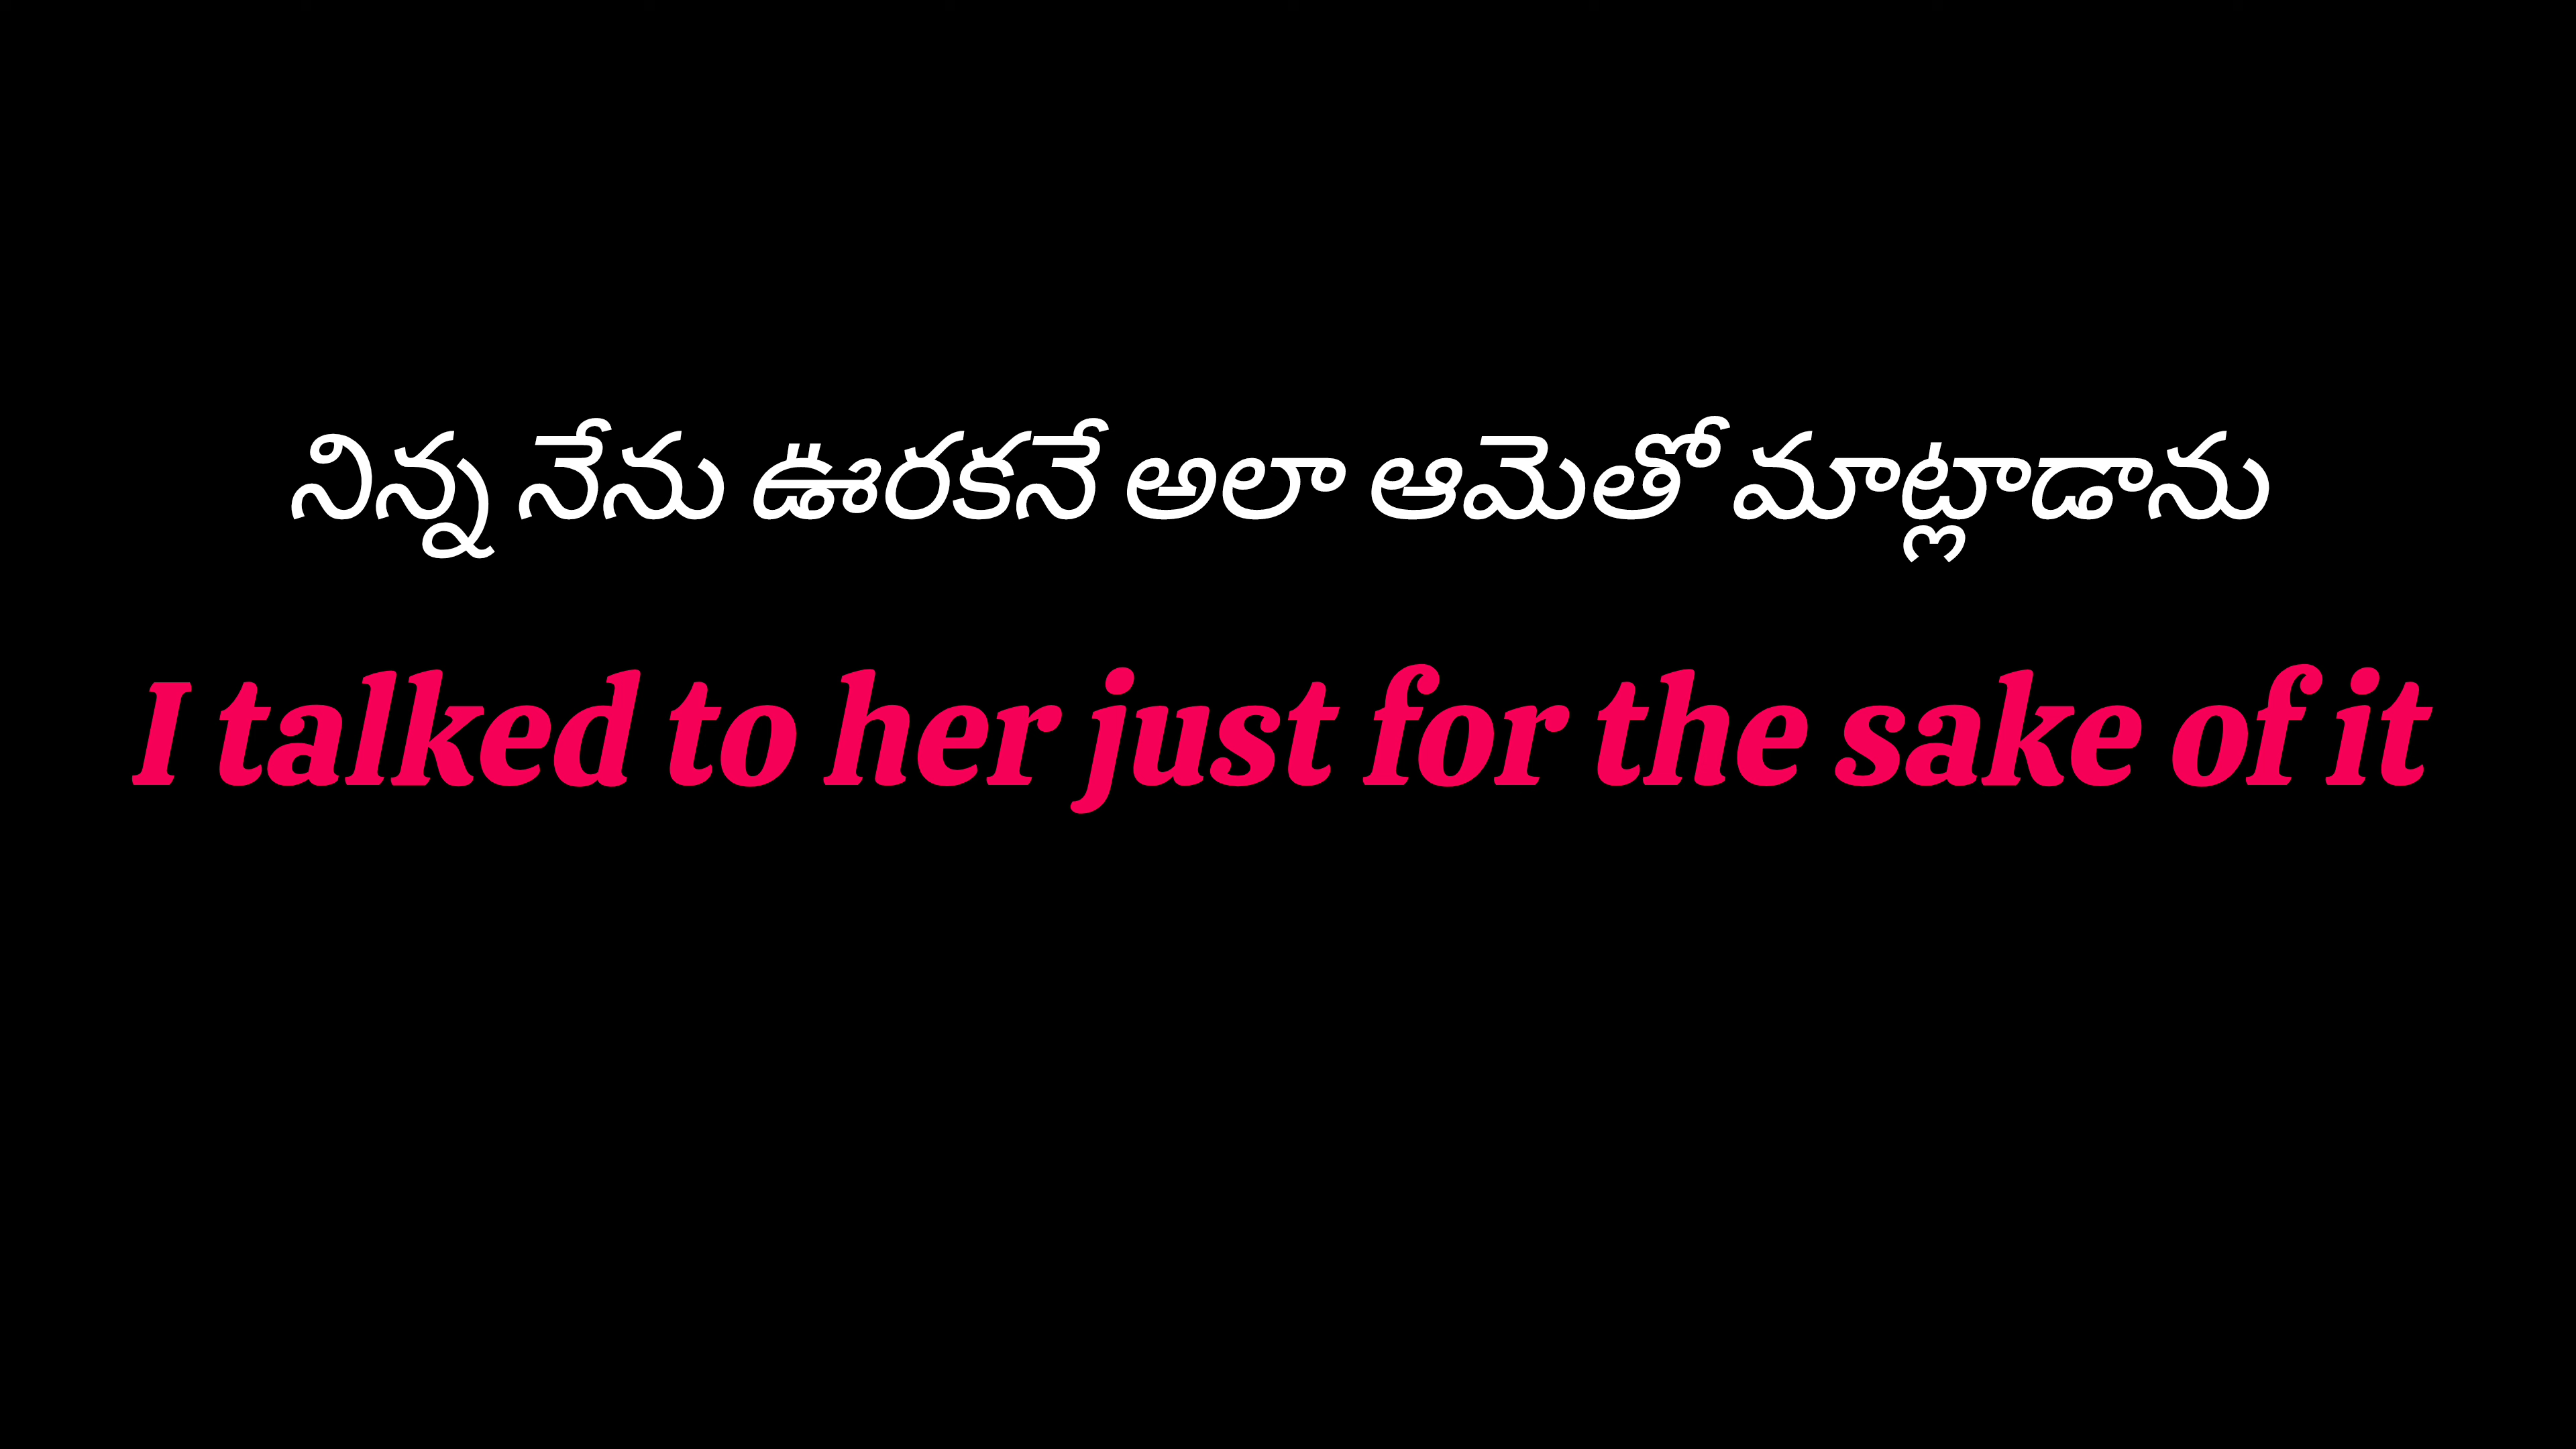 నిన్న నేను ఊరకనే అలా ఆమెతో మాట్లాడాను
I talked to her just for the sake of it